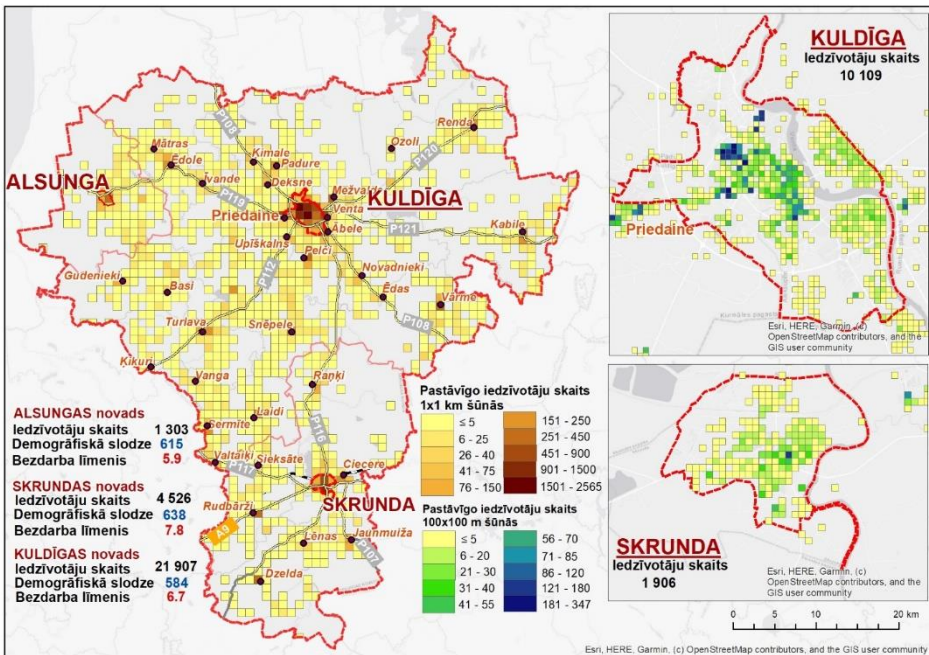 P108
Renda
Ozoli
P120
Mātras
Ēdole
Ķimale
Padure
ALSUNGA
Īvande
Deksne
P119
KULDĪGA
Priedaine
Venta
Ābele
P121
Kabile
Upīškalns
P112
Pelči
Gudenieki
Basi
Novadnieki
Ēdas
Vārme
P108
Turlava
Snēpele
Ķikuri
Vanga
Raņķi
Laidi
Sermīte
P116
Valtaiķi
Sieksāte
P117
Ciecere
SKRUNDA
Rudbārži
A9
Lēnas
Jaunmuiža
P107
Dzelda
ALSUNGAS novads
Iedzīvotāju skaits 1 303
Demogrāfiskā slodze 615
Bezdarba līmenis 5.9
SKRUNDAS novads
Iedzīvotāju skaits 4 526
Demogrāfiskā slodze 638
Bezdarba līmenis 7.8
KULDĪGAS novads
Iedzīvotāju skaits 21 907
Demogrāfiskā slodze 584
Bezdarba līmenis 6.7
Pastāvīgo iedzīvotāju skaits
1x1 km šūnās
≤ 5 151 - 250
6 - 25 251 - 450
26 - 40 451 - 900
41 - 75 901 - 1500
76 - 150 1501 - 2565
Pastāvīgo iedzīvotāju skaits
100x100 m šūnās
≤ 5 56 - 70
6 - 20 71 - 85
21 - 30 86 - 120
31 - 40 121 - 180
41 - 55 181 - 347
KULDĪGA
Iedzīvotāju skaits
10 109
Priedaine
Esri, HERE, Garmin, (c)
OpenStreetMap contributors, and the
GIS user community
SKRUNDA
Iedzīvotāju skaits
1 906
Esri, HERE, Garmin, (c)
OpenStreetMap contributors, and the
GIS user community
0 5 10 20 km
Esri, HERE, Garmin, (c) OpenStreetMap contributors, and the GIS user community